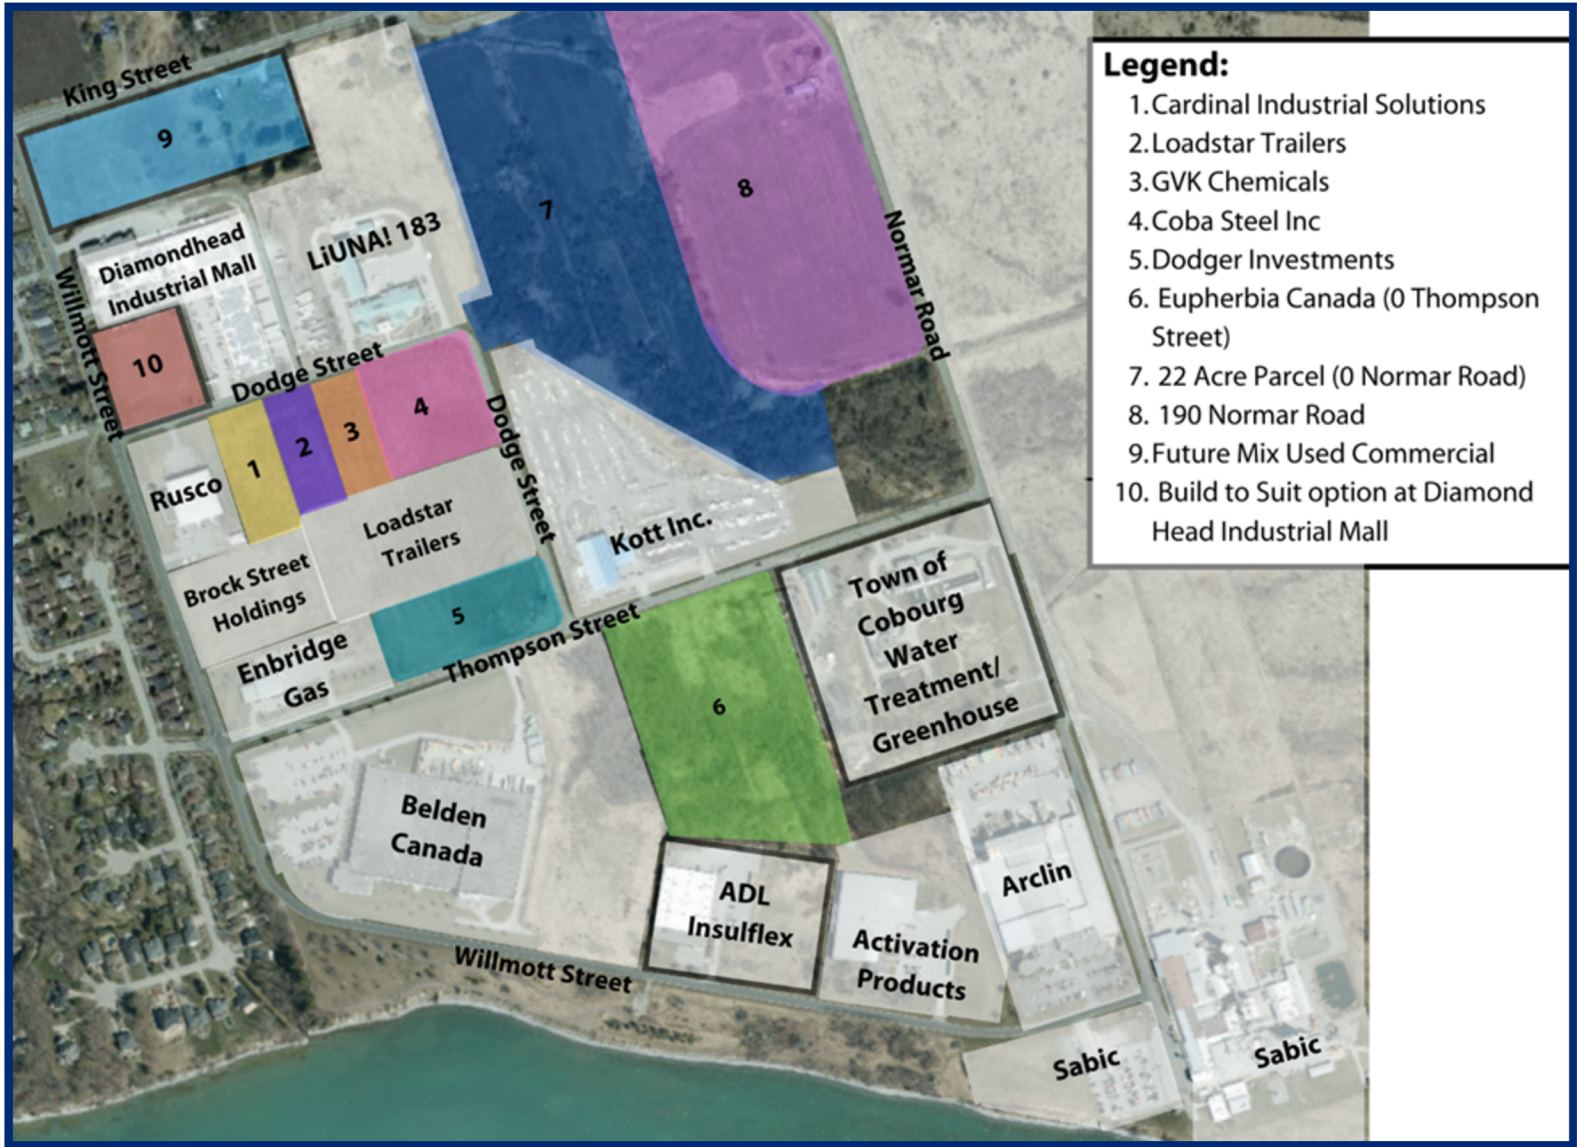 King Street
9
7
8
LiUNA! 183
Diamondhead
Industrial Mall
Willmott Street
10
Normar Road
Dodge Street
1
2
3
4
Dodge Street
Rusco
Loadstar
Trailers
Kott Inc.
Brock Street
Holdings
5
Thompson Street
Enbridge
Gas
6
Town of
Cobourg
Water
Treatment/
Greenhouse
Belden
Canada
ADL
Insulflex
Arclin
Activation
Products
Willmott Street
Sabic
Sabic
Legend:
1.Cardinal Industrial Solutions
2.Loadstar Trailers
3.GVK Chemicals
4.Coba Steel Inc
5.Dodger Investments
6. Eupherbia Canada (0 Thompson
Street)
7. 22 Acre Parcel (0 Normar Road)
8. 190 Normar Road
9.Future Mix Used Commercial
10. Build to Suit option at Diamond
Head Industrial Mall